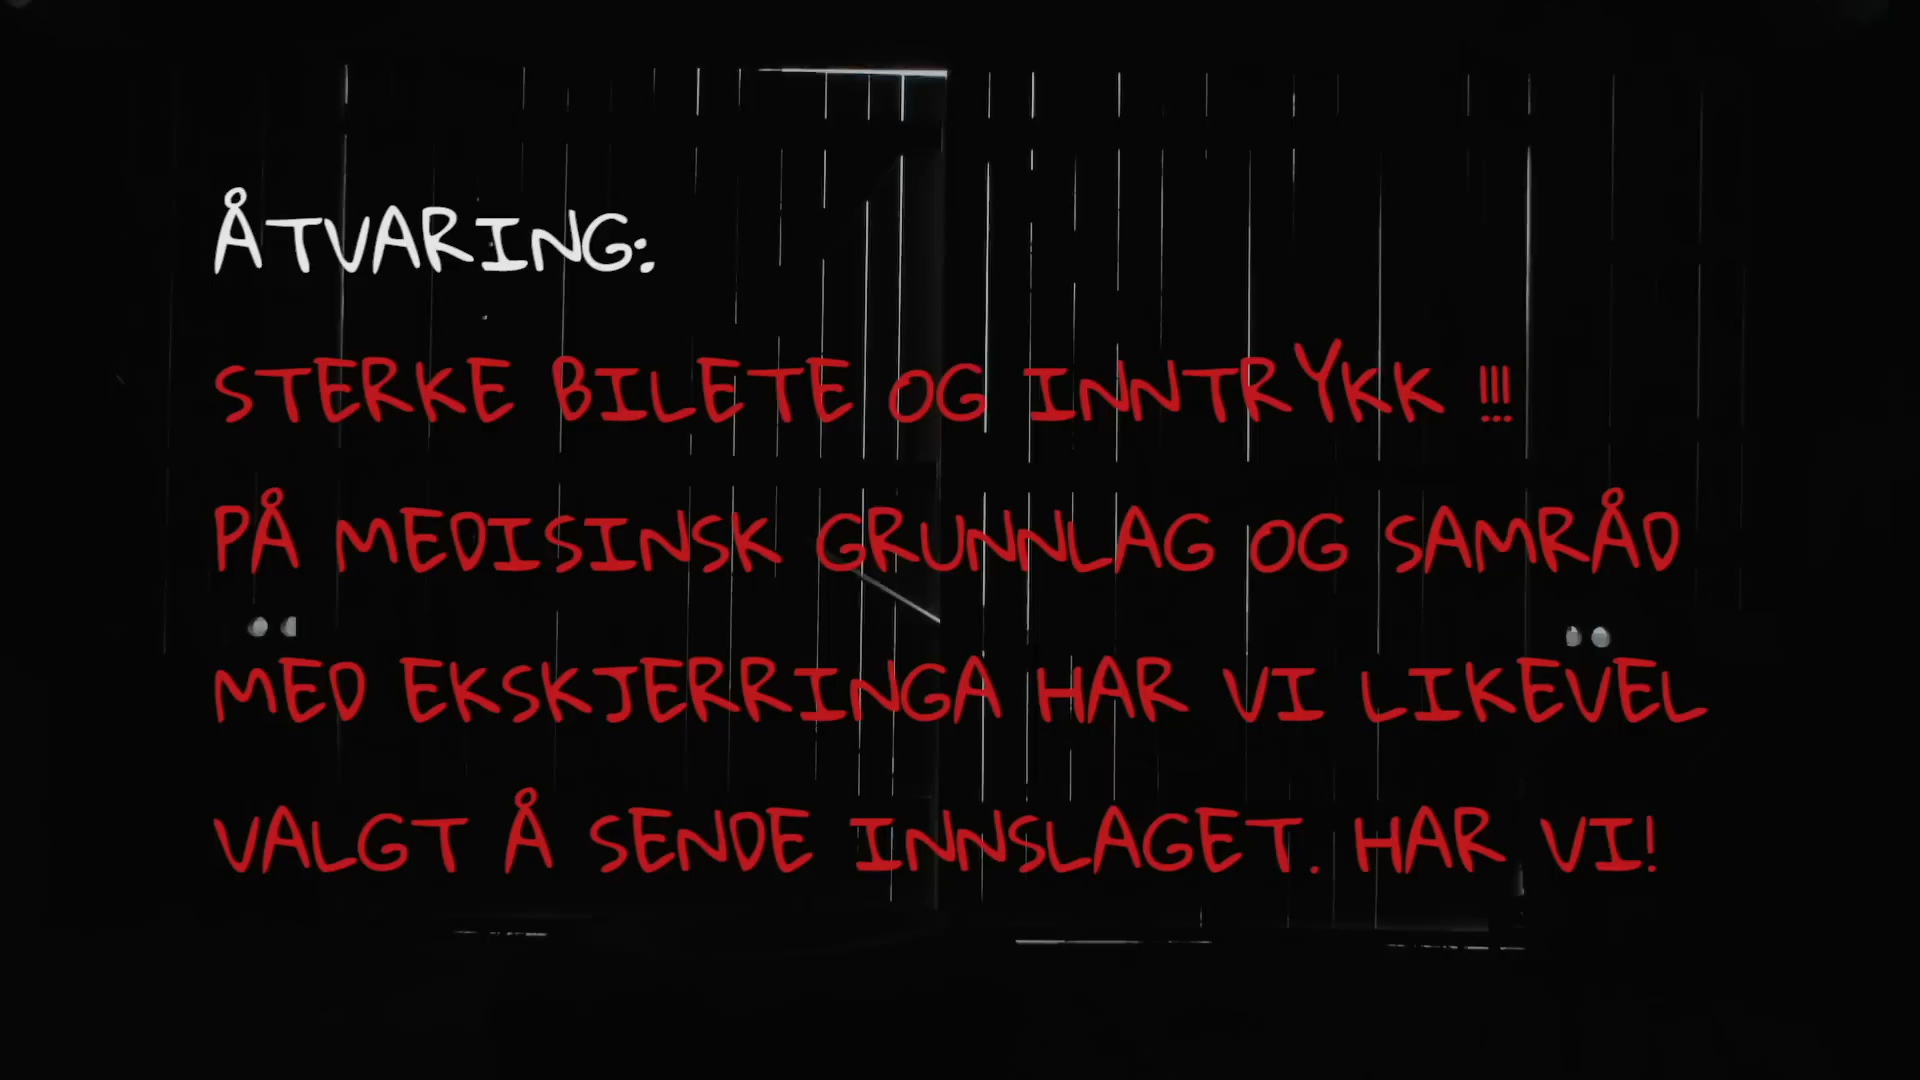 ÅTVARING:
STERKE BILETE OG INNTRYKK !!!
PÅ MEDISINSK GRUNNLAG OG SAMRÅD
MED EKSKJERRINGA HAR VI LIKEVEL
VALGT Å SENDE INNSLAGET. HAR VI!